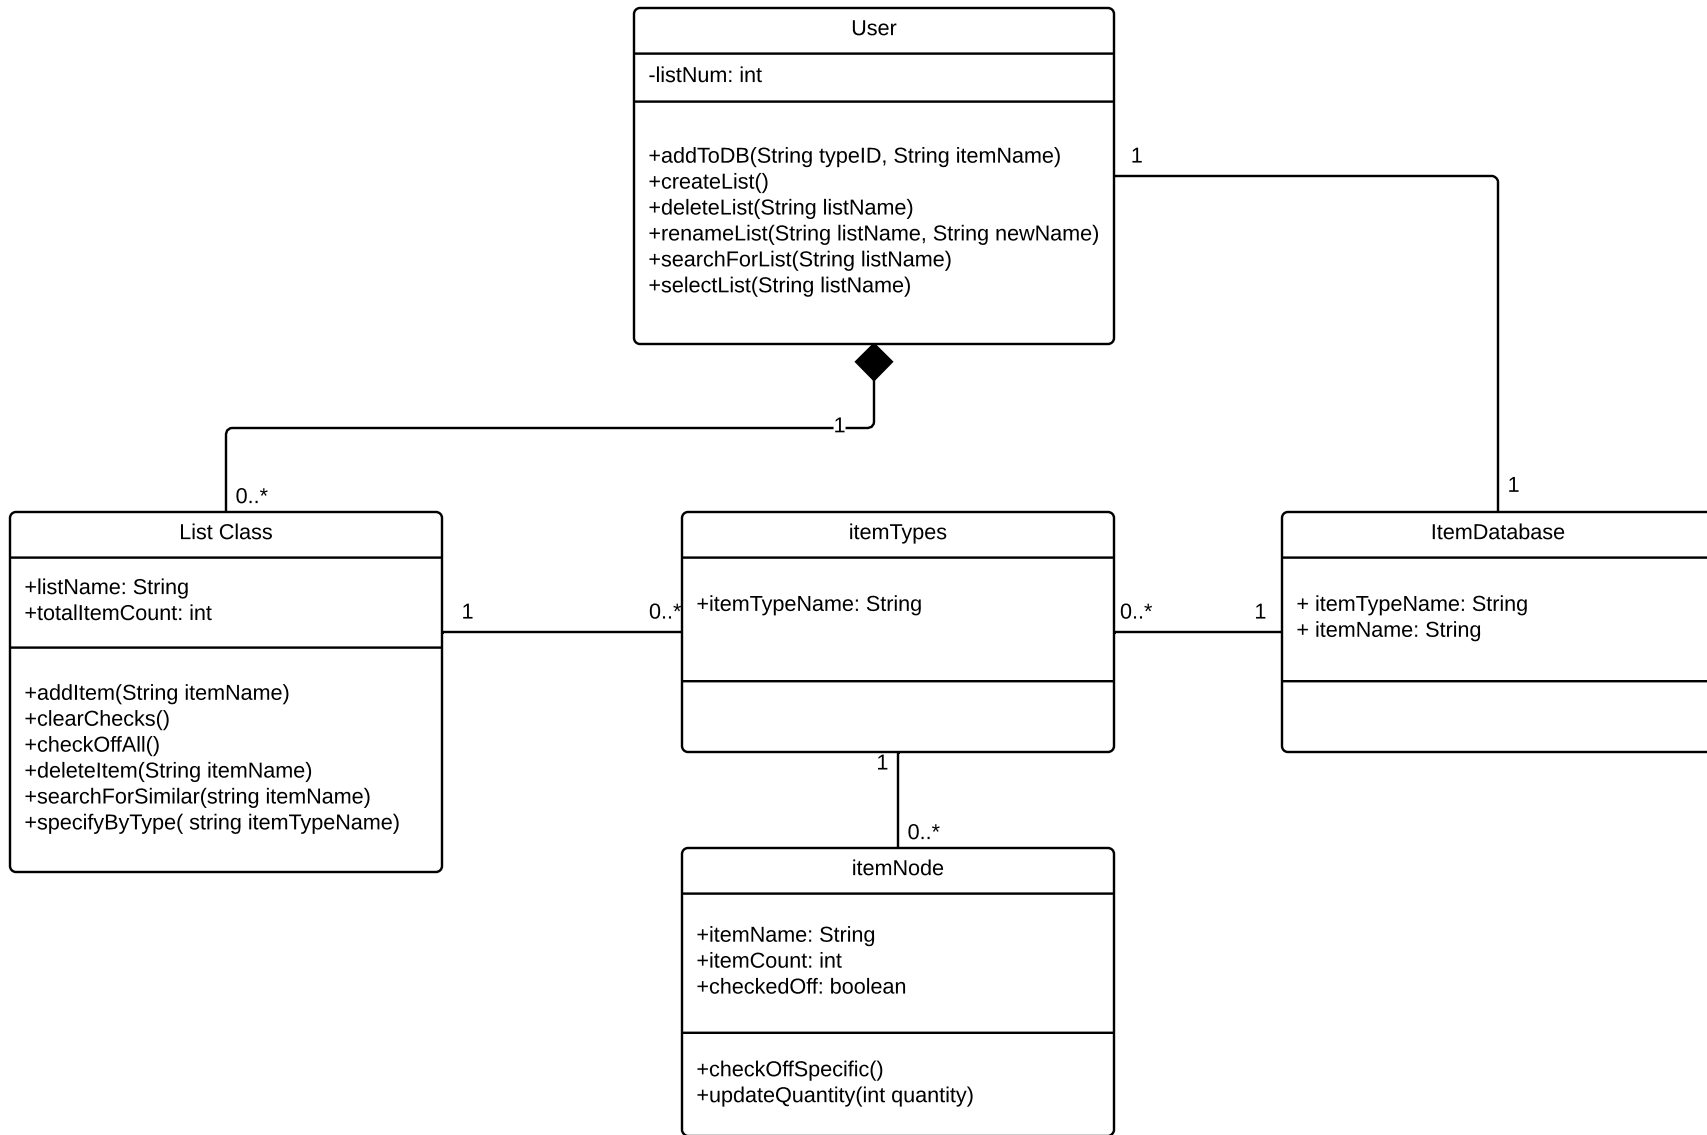 User
-listNum: int
+addToDB(String typeID, String itemName)
+createList()
+deleteList(String listName)
+renameList(String listName, String newName)
+searchForList(String listName)
+selectList(String listName)
1
1
0..*
1
List Class
+listName: String
+totalItemCount: int
+addItem(String itemName)
+clearChecks()
+checkOffAll()
+deleteItem(String itemName)
+searchForSimilar(string itemName)
+specifyByType( string itemTypeName)
1
0..*
itemTypes
+itemTypeName: String
0..*
1
ItemDatabase
+ itemTypeName: String
+ itemName: String
1
0..*
itemNode
+itemName: String
+itemCount: int
+checkedOff: boolean
+checkOffSpecific()
+updateQuantity(int quantity)